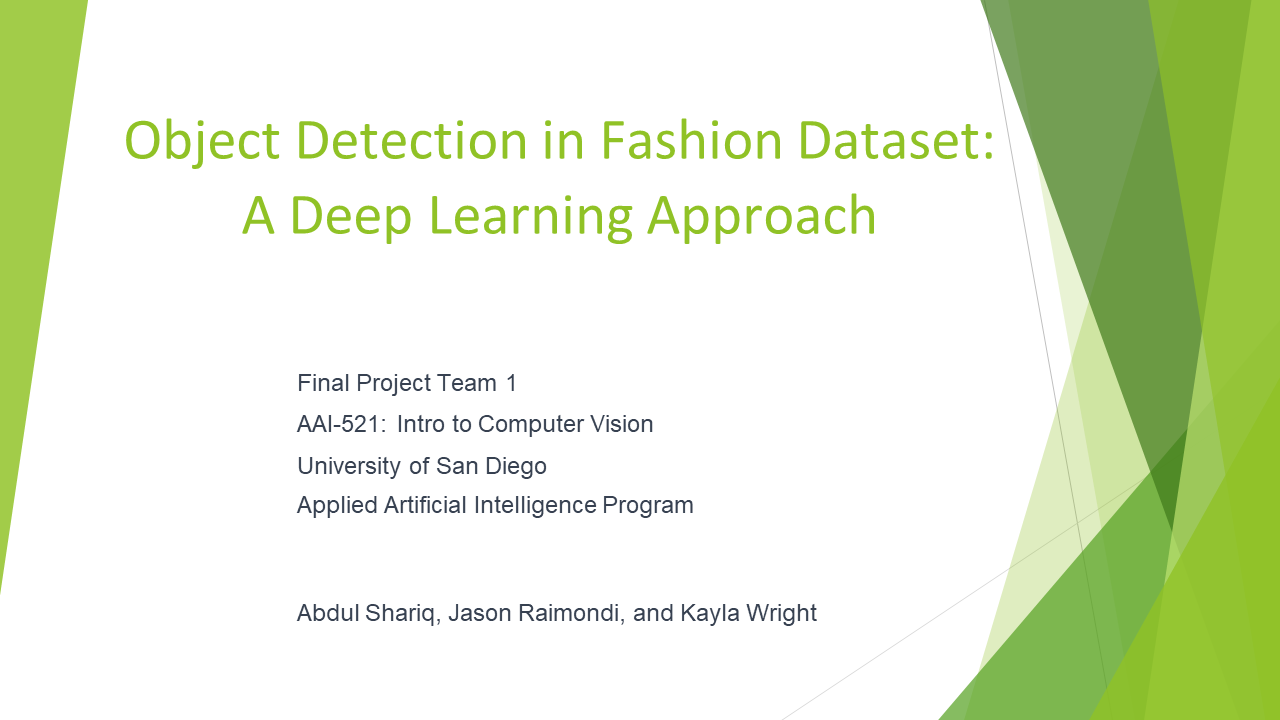 Object Detection in Fashion Dataset:
A Deep Learning Approach
Final Project Team 1
AAI-521: Intro to Computer Vision
University of San Diego
Applied Artificial Intelligence Program
Abdul Shariq, Jason Raimondi, and Kayla Wright